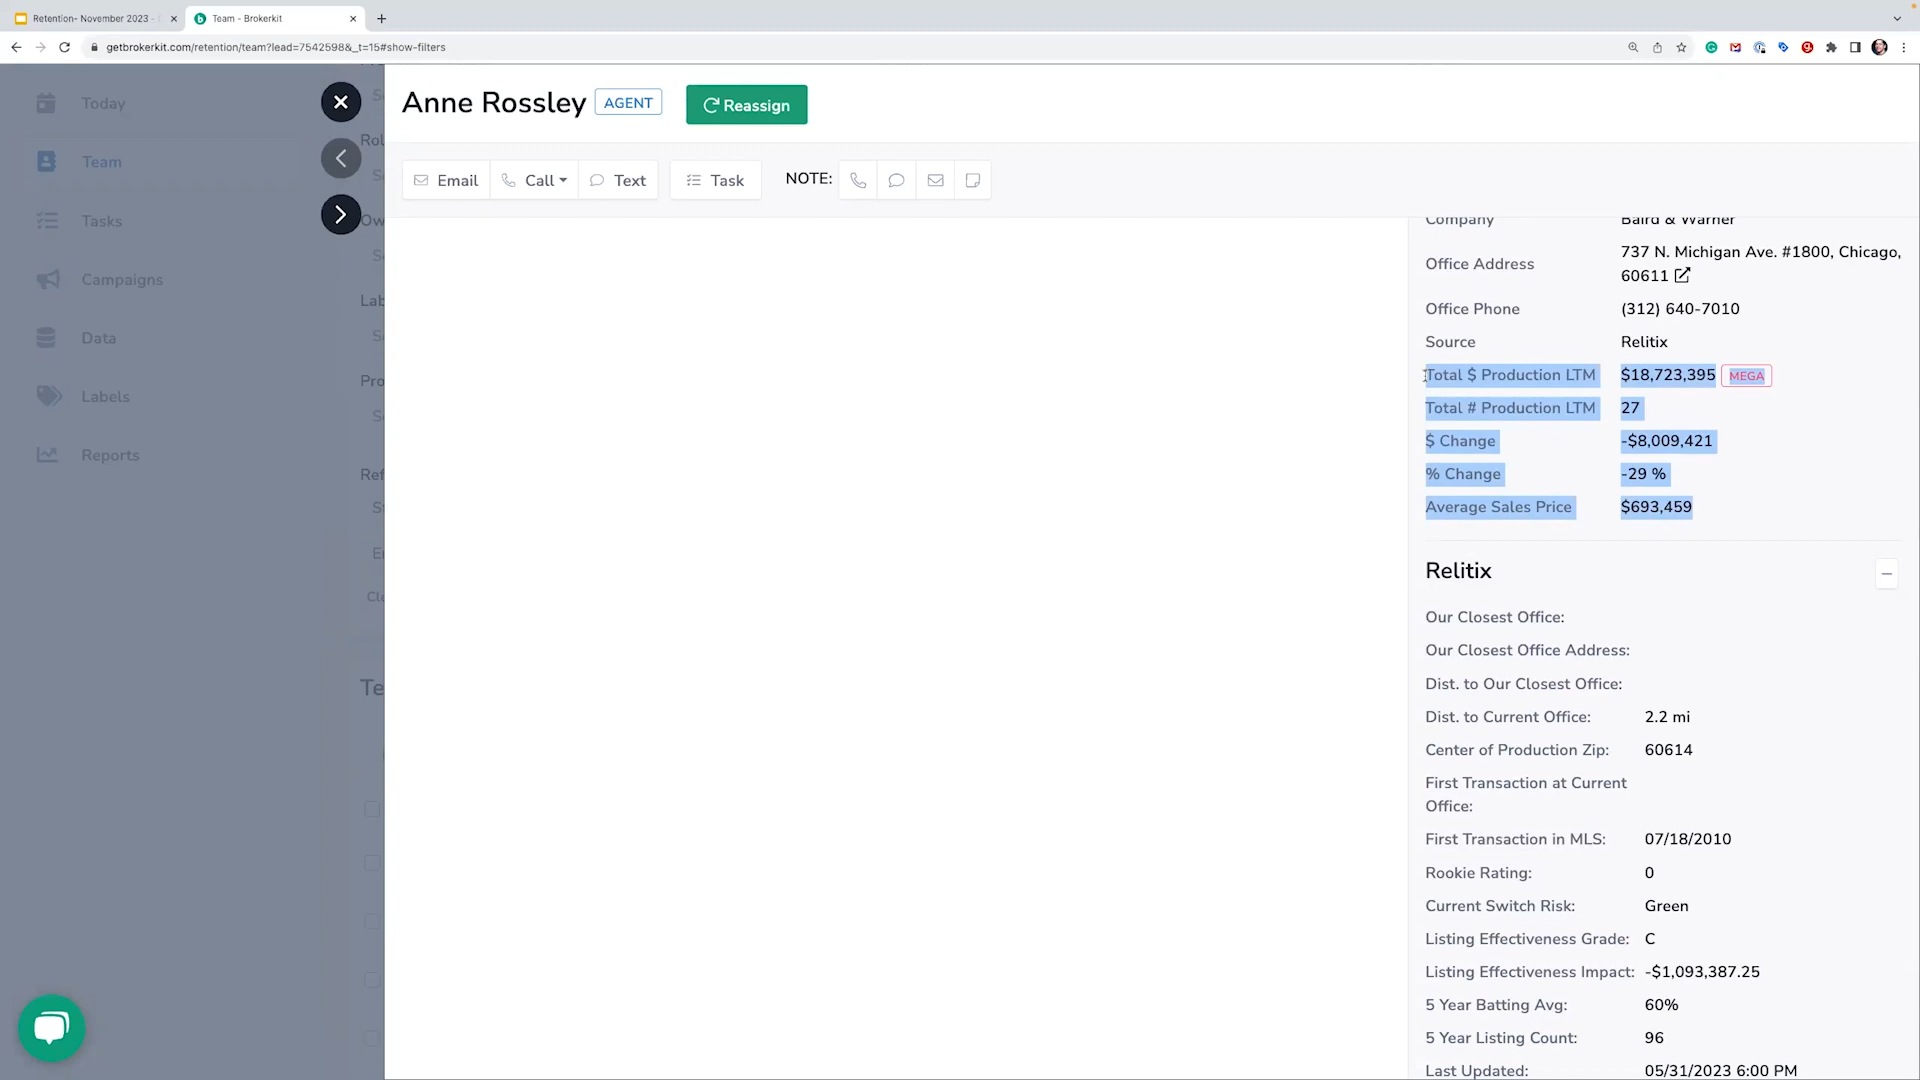 Retention- November 2023 -
Team - Brokerkit
getbrokerkit.com/retention/team?lead=7542598&_t=15#show-filters
Today
Team
Tasks
Campaigns
Data
Labels
Reports
Anne Rossley
AGENT
Reassign
Email
Call
Text
Task
NOTE:
Company Baird & Warner
Office Address 737 N. Michigan Ave. #1800, Chicago,
60611
Office Phone (312) 640-7010
Source Relitix
Total $ Production LTM $18,723,395 MEGA
Total # Production LTM 27
$ Change -$8,009,421
% Change -29 %
Average Sales Price $693,459
Relitix
Our Closest Office:
Our Closest Office Address:
Dist. to Our Closest Office:
Dist. to Current Office: 2.2 mi
Center of Production Zip: 60614
First Transaction at Current
Office:
First Transaction in MLS: 07/18/2010
Rookie Rating: 0
Current Switch Risk: Green
Listing Effectiveness Grade: C
Listing Effectiveness Impact: -$1,093,387.25
5 Year Batting Avg: 60%
5 Year Listing Count: 96
Last Updated: 05/31/2023 6:00 PM